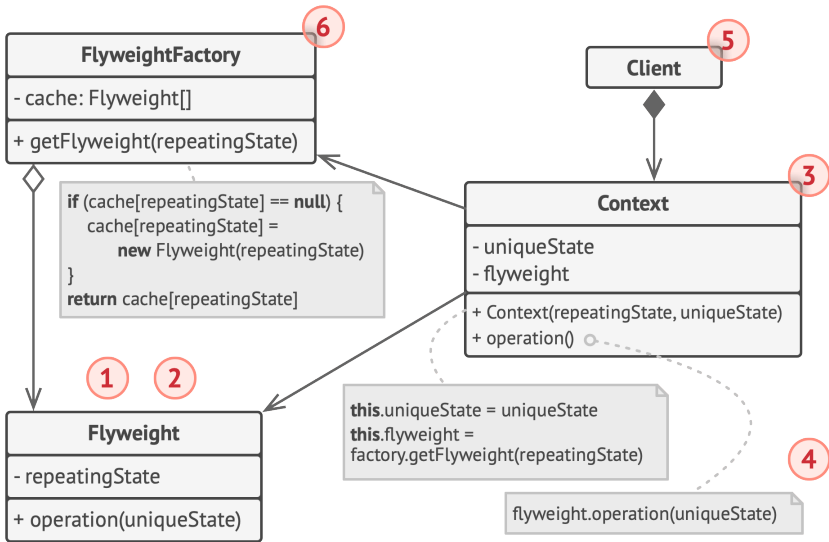 6
FlyweightFactory
- cache: Flyweight[]
+ getFlyweight(repeatingState)
if (cache[repeatingState] == null) {
cache[repeatingState] =
new Flyweight(repeatingState)
}
return cache[repeatingState]
5
Client
3
Context
- uniqueState
- flyweight
+ Context(repeatingState, uniqueState)
+ operation()
1
2
Flyweight
- repeatingState
+ operation(uniqueState)
this.uniqueState = uniqueState
this.flyweight =
factory.getFlyweight(repeatingState)
4
flyweight.operation(uniqueState)